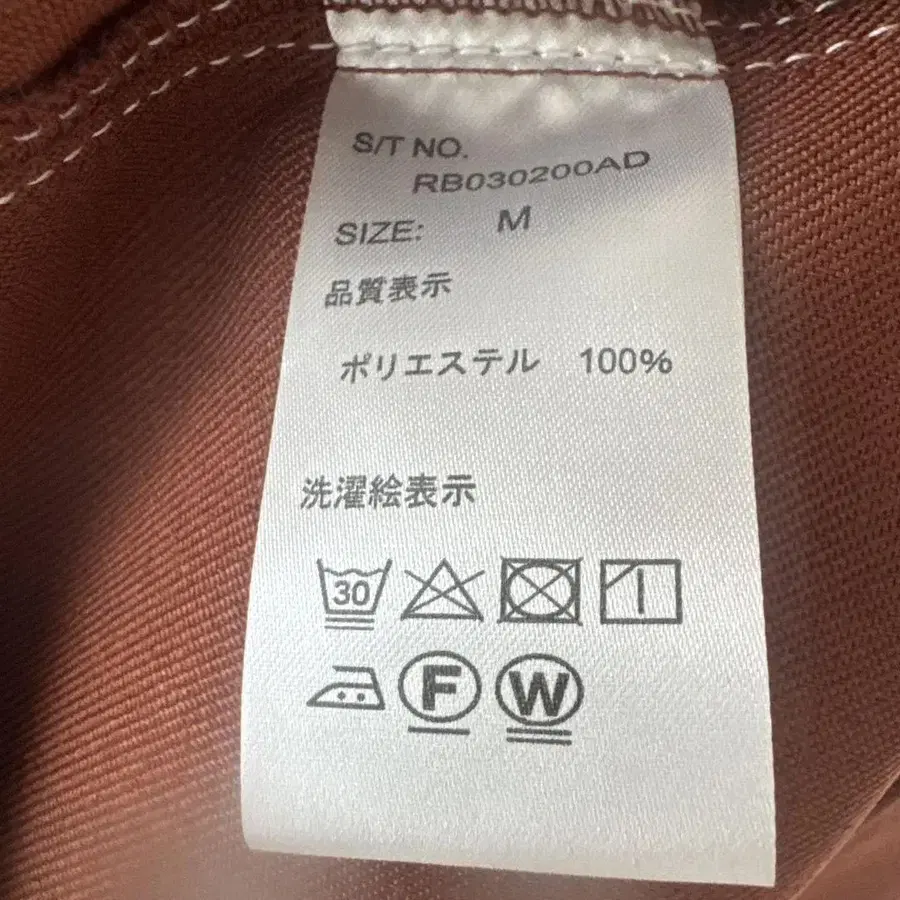 S/T NO.
RB030200AD
SIZE: M
品質表示
ポリエステル 100%
洗濯絵表示
30
F W